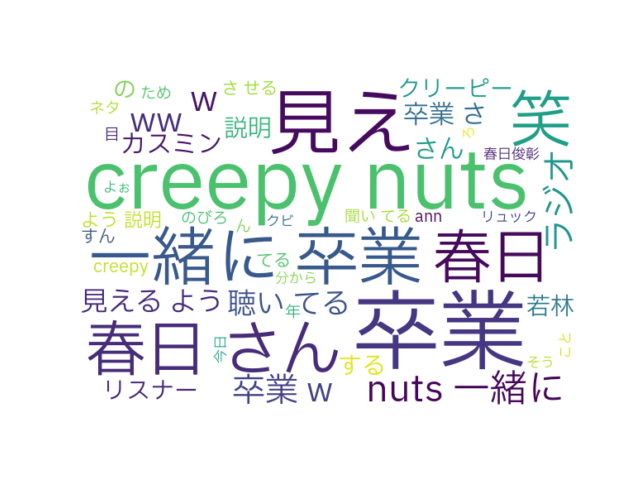 の ため さ せる クリーピー
ネタ w 見え 卒業 さ 笑
目 ww 説明 ろ
カスミン さん 春日俊彰
creepy nuts ラジオ
よぉ
よう 説明 のびろ クビ ん 聞い てる ann リュック
すん 一緒に 卒業 春日 こと
creepy てる 分から
見える よう 聴い てる 年 若林
春日 さん 卒業
今日 する そう
リスナー 卒業 w nuts 一緒に